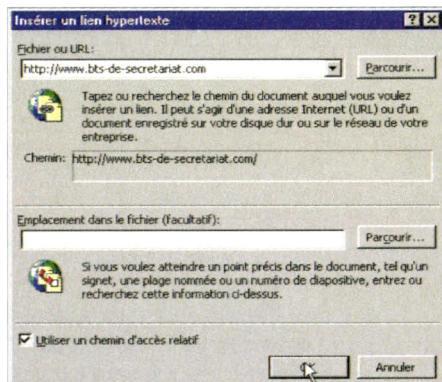 Insérer un lien hypertexte
Fichier ou URL:
http://www.bts-de-secretariat.com
Parcourir...
Tapez ou recherchez le chemin du document auquel vous voulez
insérer un lien. Il peut s'agir d'une adresse Internet (URL) ou d'un
document enregistré sur votre disque dur ou sur le réseau de votre
entreprise.
Chemin: http://www.bts-de-secretariat.com/
Emplacement dans le fichier (facultatif):
Parcourir...
Si vous voulez atteindre un point précis dans le document, tel qu'un
signet, une plage nommée ou un numéro de diapositive, entrez ou
recherchez cette information ci-dessus.
Utiliser un chemin d'accès relatif
OK
Annuler